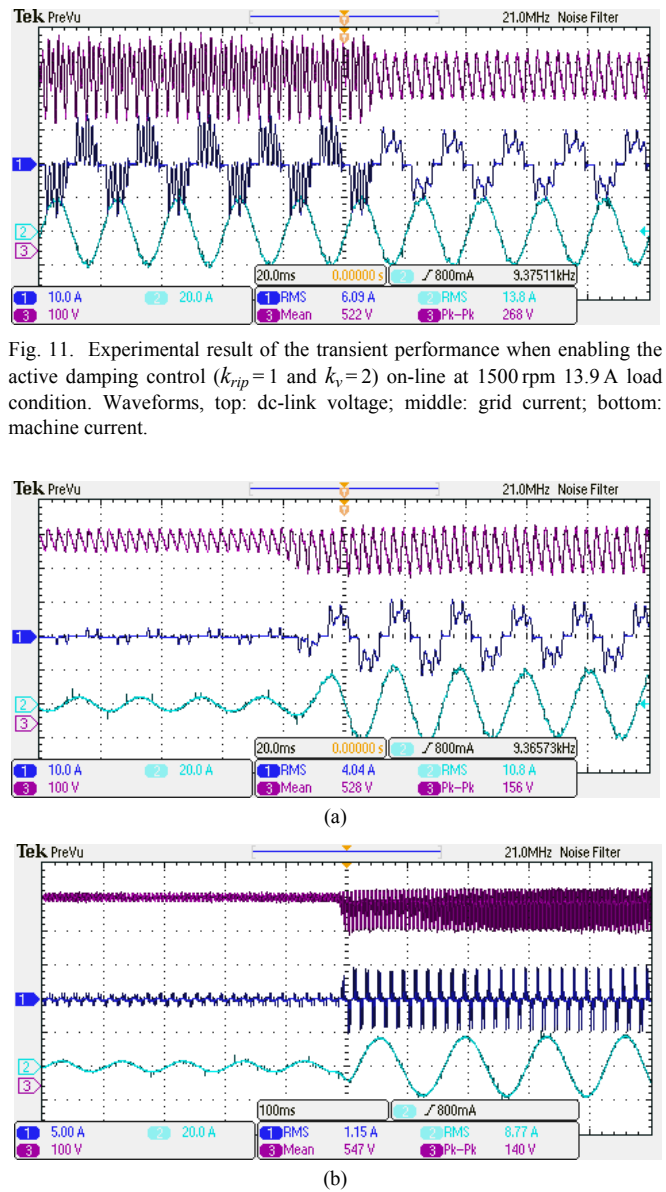 Tek PreVu 21.0MHz Noise Filter
T
T
1
2
3
20.0ms 0.00000 s 2 800mA 9.37511kHz
1 10.0 A 2 20.0 A 1 RMS 6.09 A 2 RMS 13.8 A
3 100 V 3 Mean 522 V 3 Pk-Pk 268 V
Fig. 11. Experimental result of the transient performance when enabling the
active damping control (krip = 1 and kv = 2) on-line at 1500 rpm 13.9 A load
condition. Waveforms, top: dc-link voltage; middle: grid current; bottom:
machine current.
Tek PreVu 21.0MHz Noise Filter
T
T
1
2
3
20.0ms 0.00000 s 2 800mA 9.36573kHz
1 10.0 A 2 20.0 A 1 RMS 4.04 A 2 RMS 10.8 A
3 100 V 3 Mean 528 V 3 Pk-Pk 156 V
(a)
Tek PreVu 21.0MHz Noise Filter
1
2
3
100ms 2 800mA
1 5.00 A 2 20.0 A 1 RMS 1.15 A 2 RMS 8.77 A
3 100 V 3 Mean 547 V 3 Pk-Pk 140 V
(b)